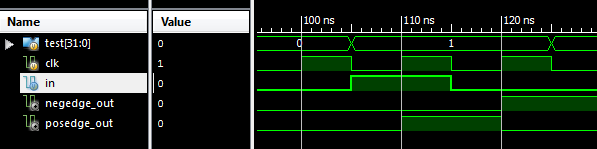 Name Value 100 ns 110 ns 120 ns
test[31:0] 0 0 1
clk 1
in 0
negedge_out 0
posedge_out 0